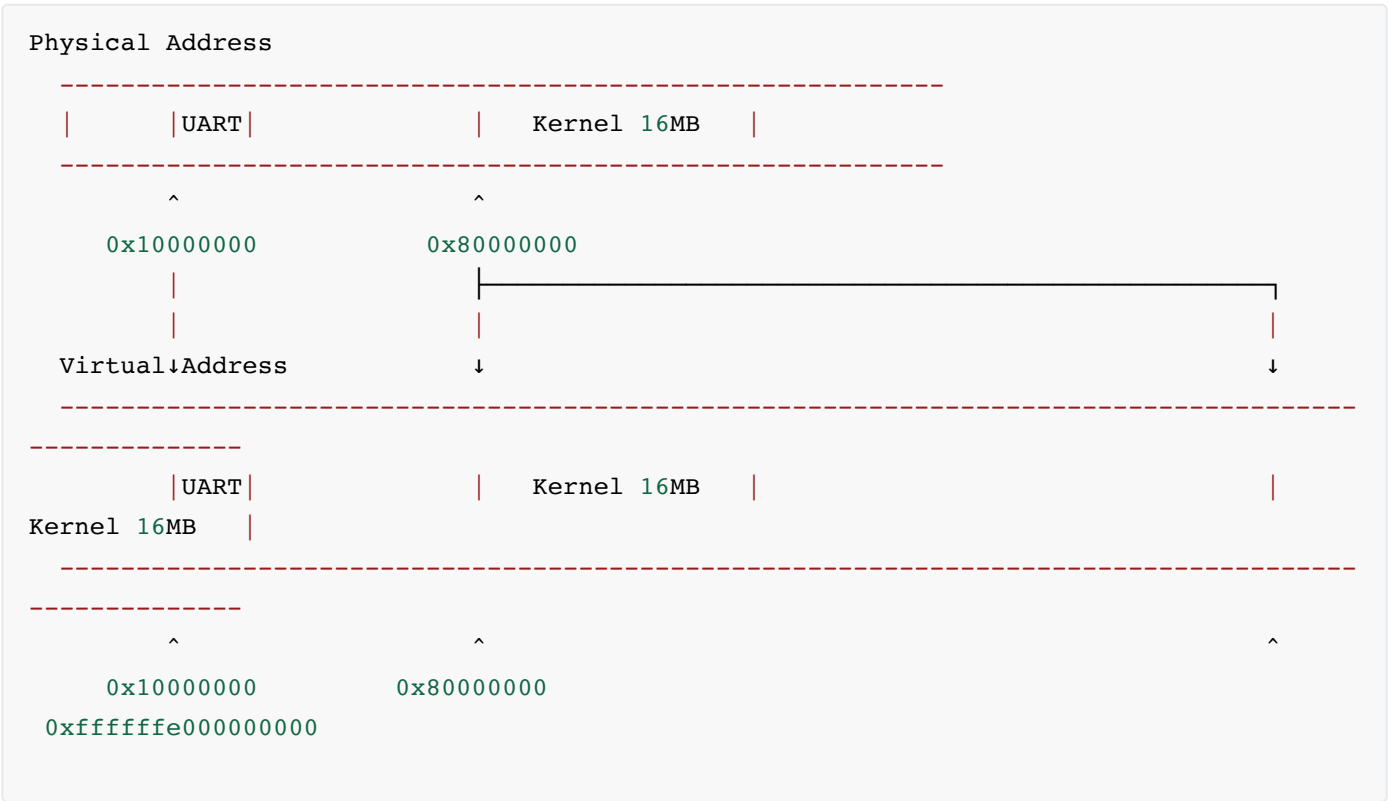 Physical Address
----------------------------------------------------------
|      |UART|              |   Kernel 16MB   |
----------------------------------------------------------
^                   ^
0x10000000           0x80000000
|                   ├───────────────────────────────────────────────────┐
|                   |                                                   |
Virtual↓Address            ↓                                                   ↓
-------------------------------------------------------------------------------------
--------------
|UART|              |   Kernel 16MB   |                                 |
Kernel 16MB   |
-------------------------------------------------------------------------------------
--------------
^                   ^                                                   ^
0x10000000         0x80000000
0xffffffe000000000